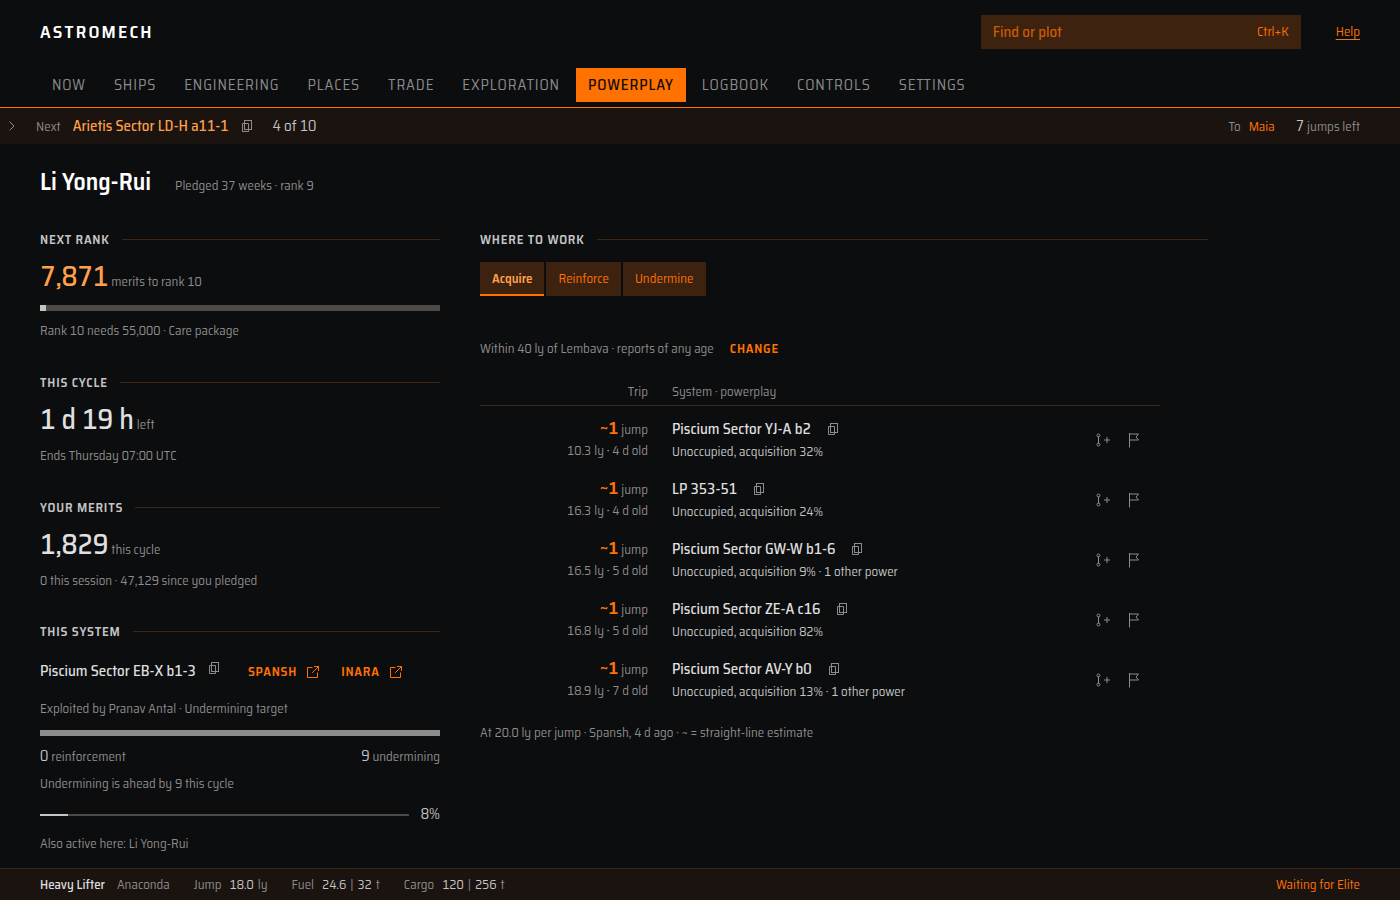 ASTROMECH
Find or plot Ctrl+K
Help
NOW SHIPS ENGINEERING PLACES TRADE EXPLORATION POWERPLAY LOGBOOK CONTROLS SETTINGS
Next Arietis Sector LD-H a11-1 4 of 10
To Maia 7 jumps left
Li Yong-Rui Pledged 37 weeks · rank 9
NEXT RANK
7,871 merits to rank 10
Rank 10 needs 55,000 · Care package
THIS CYCLE
1 d 19 h left
Ends Thursday 07:00 UTC
YOUR MERITS
1,829 this cycle
0 this session · 47,129 since you pledged
THIS SYSTEM
Piscium Sector EB-X b1-3 SPANSH INARA
Exploited by Pranav Antal · Undermining target
0 reinforcement 9 undermining
Undermining is ahead by 9 this cycle
8%
Also active here: Li Yong-Rui
WHERE TO WORK
Acquire Reinforce Undermine
Within 40 ly of Lembava · reports of any age CHANGE
Trip System · powerplay
~1 jump Piscium Sector YJ-A b2
10.3 ly · 4 d old Unoccupied, acquisition 32%
~1 jump LP 353-51
16.3 ly · 4 d old Unoccupied, acquisition 24%
~1 jump Piscium Sector GW-W b1-6
16.5 ly · 5 d old Unoccupied, acquisition 9% · 1 other power
~1 jump Piscium Sector ZE-A c16
16.8 ly · 5 d old Unoccupied, acquisition 82%
~1 jump Piscium Sector AV-Y b0
18.9 ly · 7 d old Unoccupied, acquisition 13% · 1 other power
At 20.0 ly per jump · Spansh, 4 d ago · ~ = straight-line estimate
Heavy Lifter Anaconda Jump 18.0 ly Fuel 24.6 | 32 t Cargo 120 | 256 t
Waiting for Elite